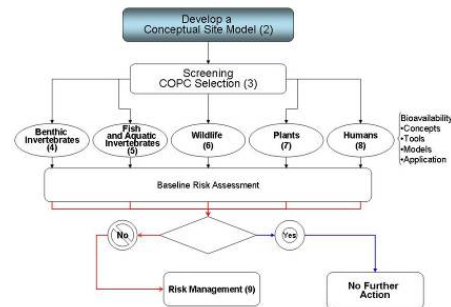 Develop a
Conceptual Site Model (2)
Screening
COPC Selection (3)
Benthic
Invertebrates
(4)
Fish
and Aquatic
Invertebrates
(5)
Wildlife
(6)
Plants
(7)
Humans
(8)
Bioavailability
•Concepts
•Tools
•Models
•Application
Baseline Risk Assessment
No
Yes
Risk Management (9)
No Further
Action